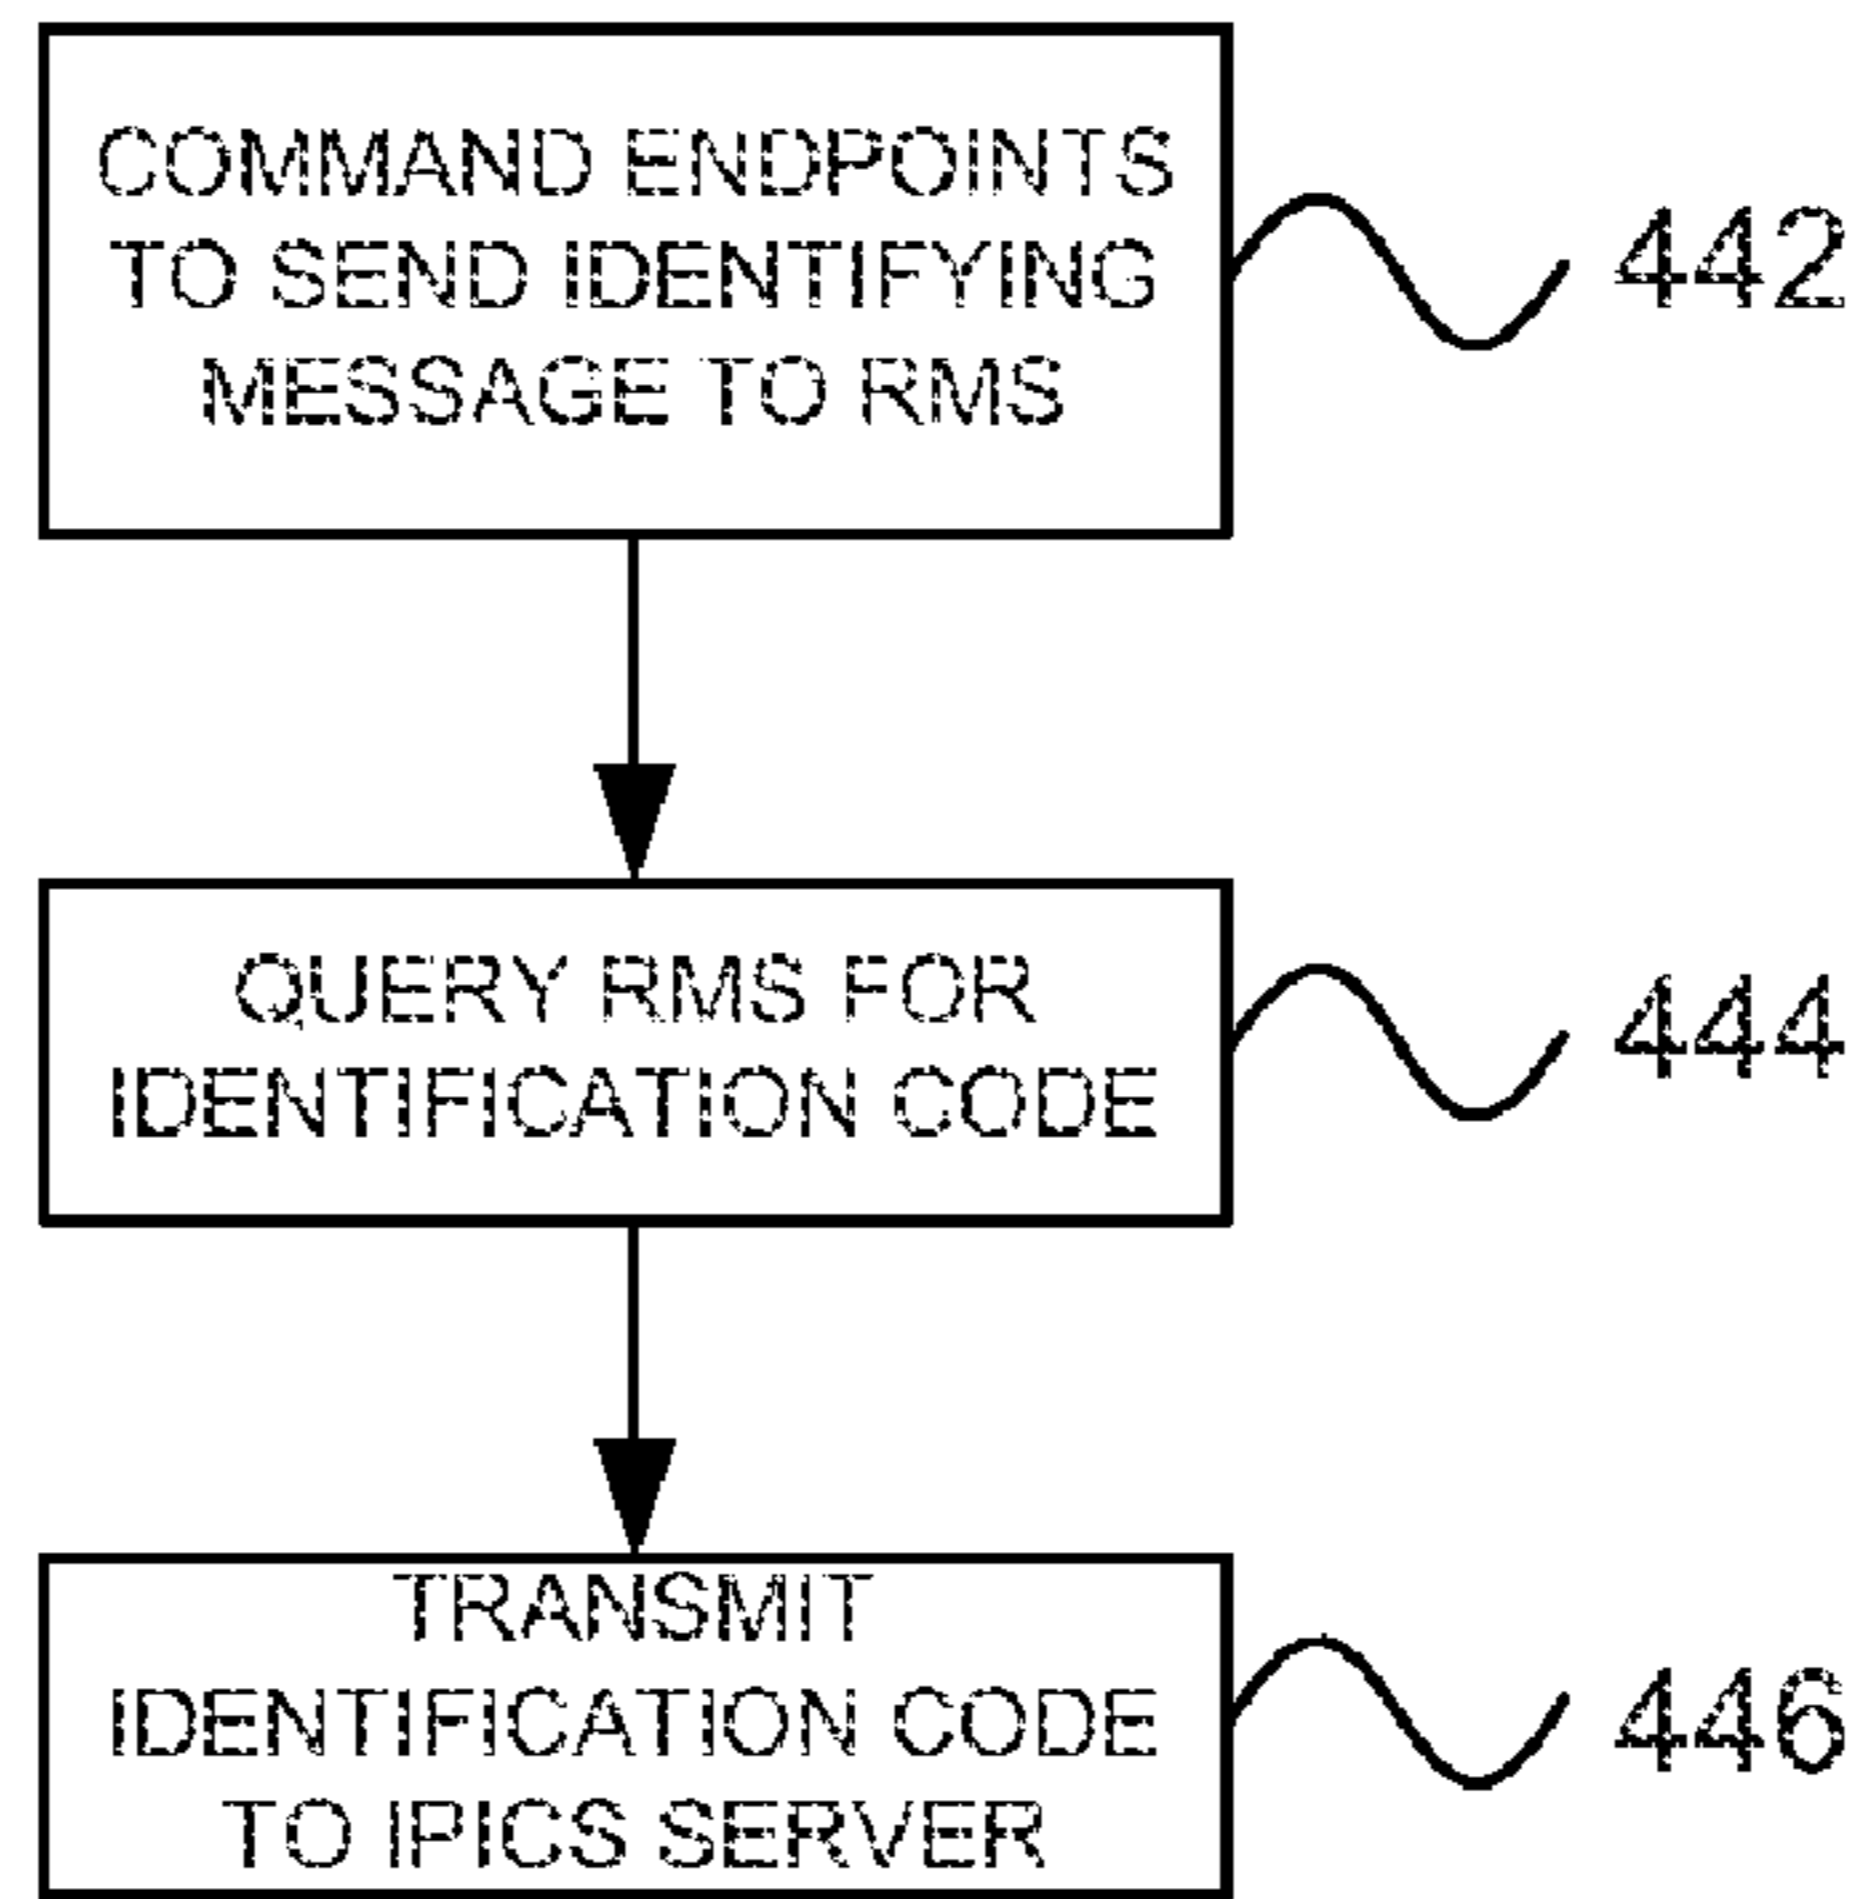 COMMAND ENDPOINTS
TO SEND IDENTIFYING
MESSAGE TO RMS
442
QUERY RMS FOR
IDENTIFICATION CODE
444
TRANSMIT
IDENTIFICATION CODE
TO IPICS SERVER
446